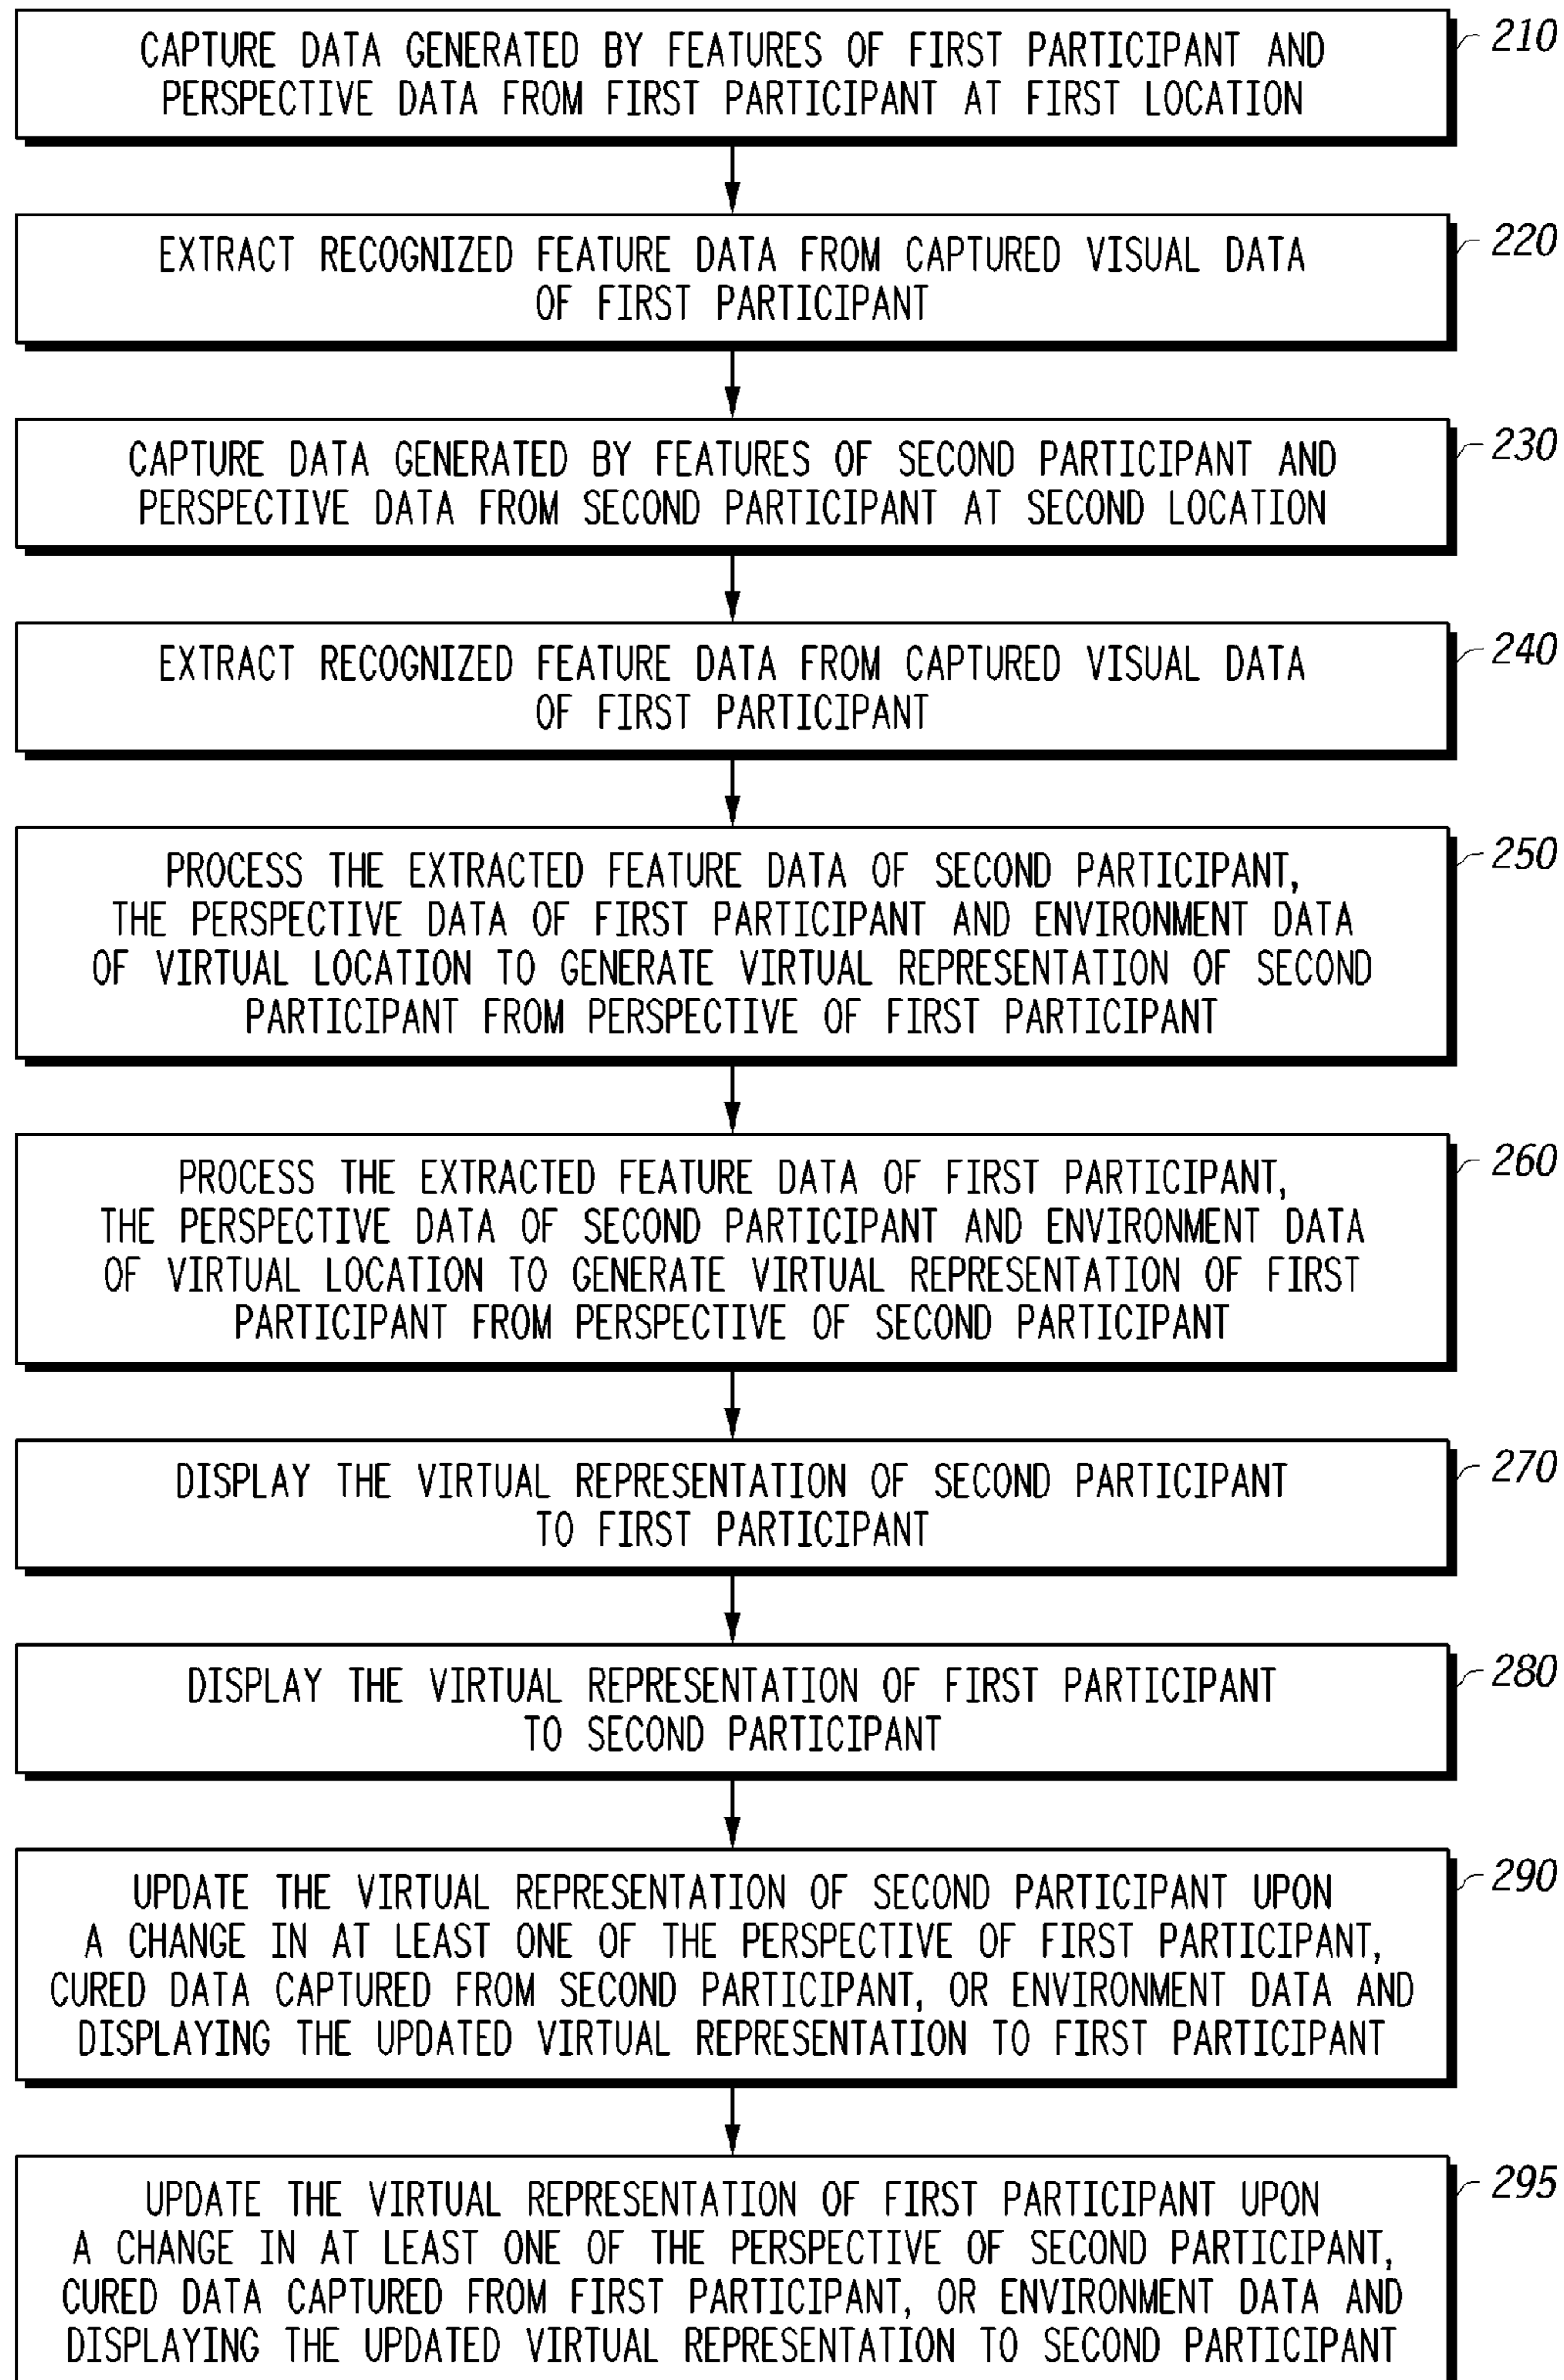 CAPTURE DATA GENERATED BY FEATURES OF FIRST PARTICIPANT AND
PERSPECTIVE DATA FROM FIRST PARTICIPANT AT FIRST LOCATION
210
EXTRACT RECOGNIZED FEATURE DATA FROM CAPTURED VISUAL DATA
OF FIRST PARTICIPANT
220
CAPTURE DATA GENERATED BY FEATURES OF SECOND PARTICIPANT AND
PERSPECTIVE DATA FROM SECOND PARTICIPANT AT SECOND LOCATION
230
EXTRACT RECOGNIZED FEATURE DATA FROM CAPTURED VISUAL DATA
OF FIRST PARTICIPANT
240
PROCESS THE EXTRACTED FEATURE DATA OF SECOND PARTICIPANT,
THE PERSPECTIVE DATA OF FIRST PARTICIPANT AND ENVIRONMENT DATA
OF VIRTUAL LOCATION TO GENERATE VIRTUAL REPRESENTATION OF SECOND
PARTICIPANT FROM PERSPECTIVE OF FIRST PARTICIPANT
250
PROCESS THE EXTRACTED FEATURE DATA OF FIRST PARTICIPANT,
THE PERSPECTIVE DATA OF SECOND PARTICIPANT AND ENVIRONMENT DATA
OF VIRTUAL LOCATION TO GENERATE VIRTUAL REPRESENTATION OF FIRST
PARTICIPANT FROM PERSPECTIVE OF SECOND PARTICIPANT
260
DISPLAY THE VIRTUAL REPRESENTATION OF SECOND PARTICIPANT
TO FIRST PARTICIPANT
270
DISPLAY THE VIRTUAL REPRESENTATION OF FIRST PARTICIPANT
TO SECOND PARTICIPANT
280
UPDATE THE VIRTUAL REPRESENTATION OF SECOND PARTICIPANT UPON
A CHANGE IN AT LEAST ONE OF THE PERSPECTIVE OF FIRST PARTICIPANT,
CURED DATA CAPTURED FROM SECOND PARTICIPANT, OR ENVIRONMENT DATA AND
DISPLAYING THE UPDATED VIRTUAL REPRESENTATION TO FIRST PARTICIPANT
290
UPDATE THE VIRTUAL REPRESENTATION OF FIRST PARTICIPANT UPON
A CHANGE IN AT LEAST ONE OF THE PERSPECTIVE OF SECOND PARTICIPANT,
CURED DATA CAPTURED FROM FIRST PARTICIPANT, OR ENVIRONMENT DATA AND
DISPLAYING THE UPDATED VIRTUAL REPRESENTATION TO SECOND PARTICIPANT
295